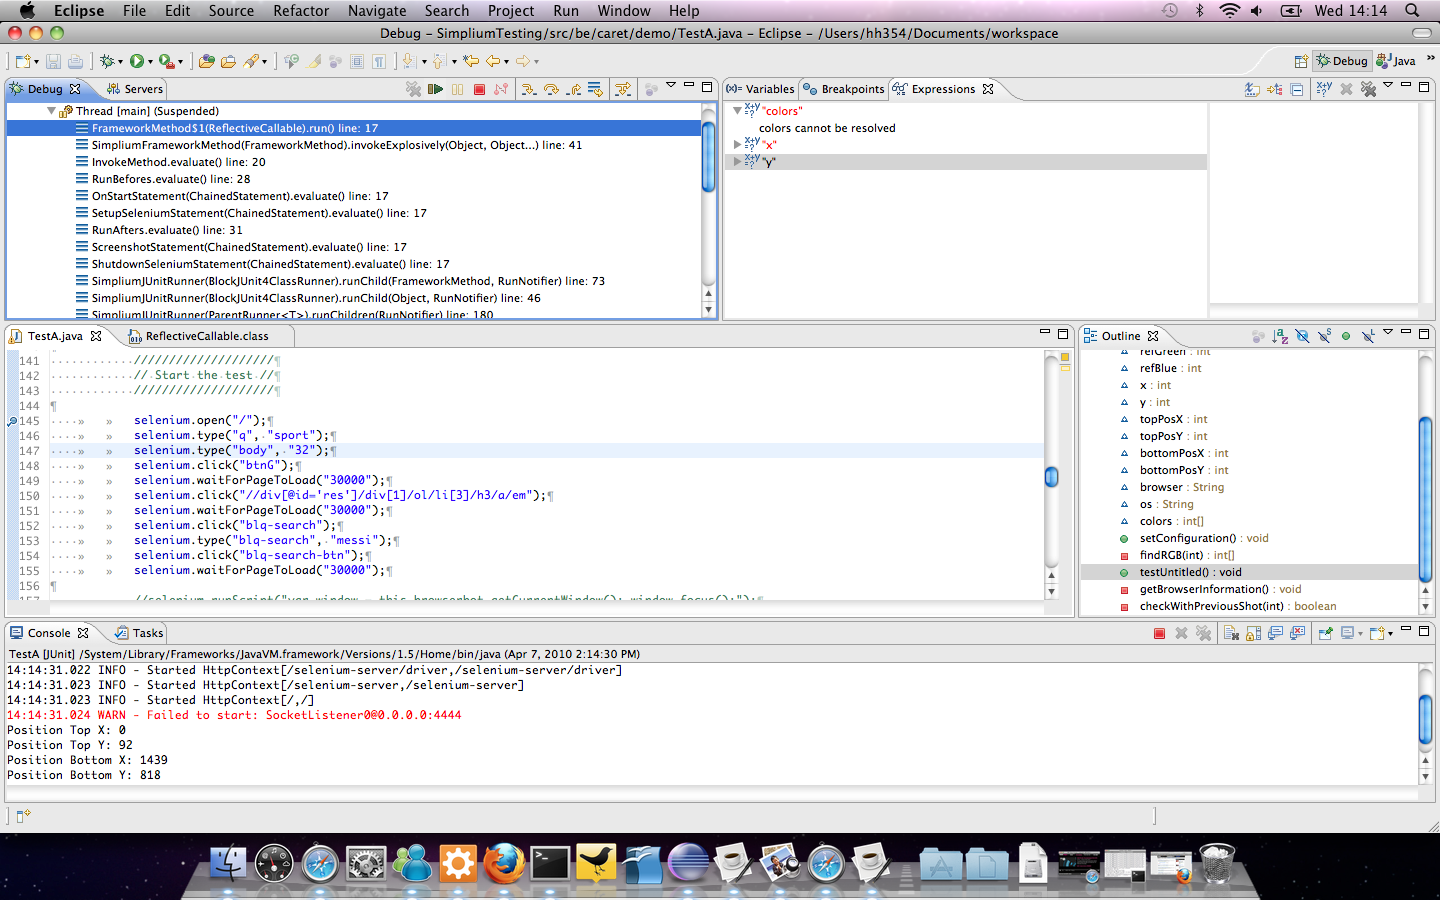 Eclipse File Edit Source Refactor Navigate Search Project Run Window Help Wed 14:14
Debug - SimpliumTesting/src/be/caret/demo/TestA.java - Eclipse - /Users/hh354/Documents/workspace
Debug Java »
Debug Servers
Thread [main] (Suspended)
FrameworkMethod$1(ReflectiveCallable).run() line: 17
SimpliumFrameworkMethod(FrameworkMethod).invokeExplosively(Object, Object...) line: 41
InvokeMethod.evaluate() line: 20
RunBefores.evaluate() line: 28
OnStartStatement(ChainedStatement).evaluate() line: 17
SetupSeleniumStatement(ChainedStatement).evaluate() line: 17
RunAfters.evaluate() line: 31
ScreenshotStatement(ChainedStatement).evaluate() line: 17
ShutdownSeleniumStatement(ChainedStatement).evaluate() line: 17
SimpliumJUnitRunner(BlockJUnit4ClassRunner).runChild(FrameworkMethod, RunNotifier) line: 73
SimpliumJUnitRunner(BlockJUnit4ClassRunner).runChild(Object, RunNotifier) line: 46
SimpliumJUnitRunner(ParentRunner<T>).runChildren(RunNotifier) line: 180
Variables Breakpoints Expressions
"colors"
colors cannot be resolved
"x"
"y"
TestA.java ReflectiveCallable.class
141 ////////////////////¶
142 // Start the test //¶
143 ////////////////////¶
144 ¶
145 selenium.open("/");¶
146 selenium.type("q", "sport");¶
147 selenium.type("body", "32");¶
148 selenium.click("btnG");¶
149 selenium.waitForPageToLoad("30000");¶
150 selenium.click("//div[@id='res']/div[1]/ol/li[3]/h3/a/em");¶
151 selenium.waitForPageToLoad("30000");¶
152 selenium.click("blq-search");¶
153 selenium.type("blq-search", "messi");¶
154 selenium.click("blq-search-btn");¶
155 selenium.waitForPageToLoad("30000");¶
156 ¶
157 //selenium.runScript("var window = this.browserbot.getCurrentWindow(); window.focus();");¶
Outline
refGreen : int
refBlue : int
x : int
y : int
topPosX : int
topPosY : int
bottomPosX : int
bottomPosY : int
browser : String
os : String
colors : int[]
setConfiguration() : void
findRGB(int) : int[]
testUntitled() : void
getBrowserInformation() : void
checkWithPreviousShot(int) : boolean
Console Tasks
TestA [JUnit] /System/Library/Frameworks/JavaVM.framework/Versions/1.5/Home/bin/java (Apr 7, 2010 2:14:30 PM)
14:14:31.022 INFO - Started HttpContext[/selenium-server/driver,/selenium-server/driver]
14:14:31.023 INFO - Started HttpContext[/selenium-server,/selenium-server]
14:14:31.023 INFO - Started HttpContext[/,/]
14:14:31.024 WARN - Failed to start: SocketListener0@0.0.0.0:4444
Position Top X: 0
Position Top Y: 92
Position Bottom X: 1439
Position Bottom Y: 818